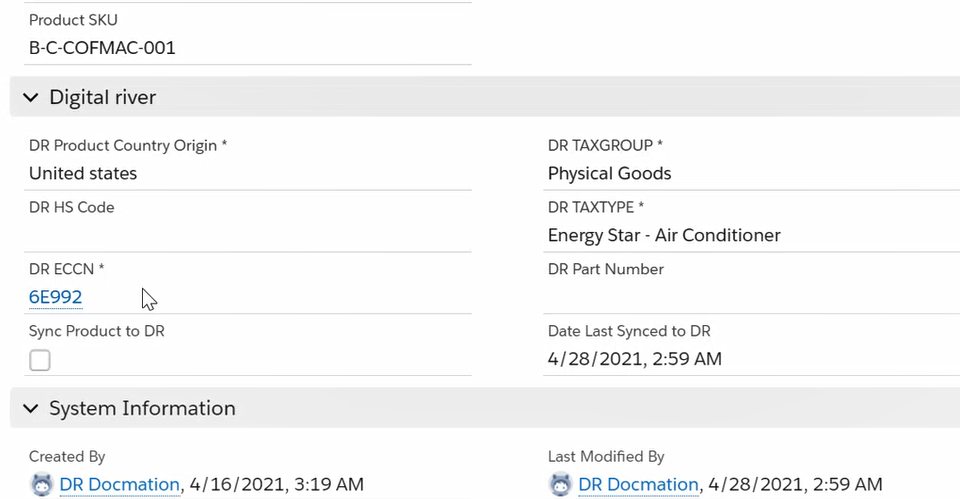 Product SKU
B-C-COFMAC-001
Digital river
DR Product Country Origin *
DR TAXGROUP *
United states
Physical Goods
DR HS Code
DR TAXTYPE *
Energy Star - Air Conditioner
DR ECCN *
DR Part Number
6E992
Sync Product to DR
Date Last Synced to DR
4/28/2021, 2:59 AM
System Information
Created By
Last Modified By
DR Docmation, 4/16/2021, 3:19 AM
DR Docmation, 4/28/2021, 2:59 AM